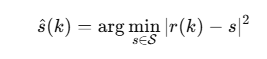 ŝ(k) = arg min_{s∈𝒮} |r(k) − s|²